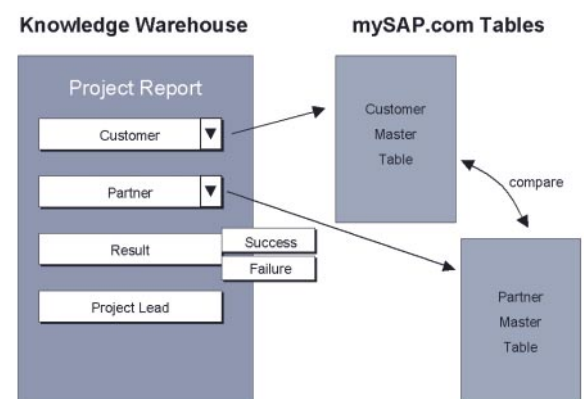 Knowledge Warehouse
mySAP.com Tables
Project Report
Customer
Partner
Result
Success
Failure
Project Lead
Customer
Master
Table
compare
Partner
Master
Table